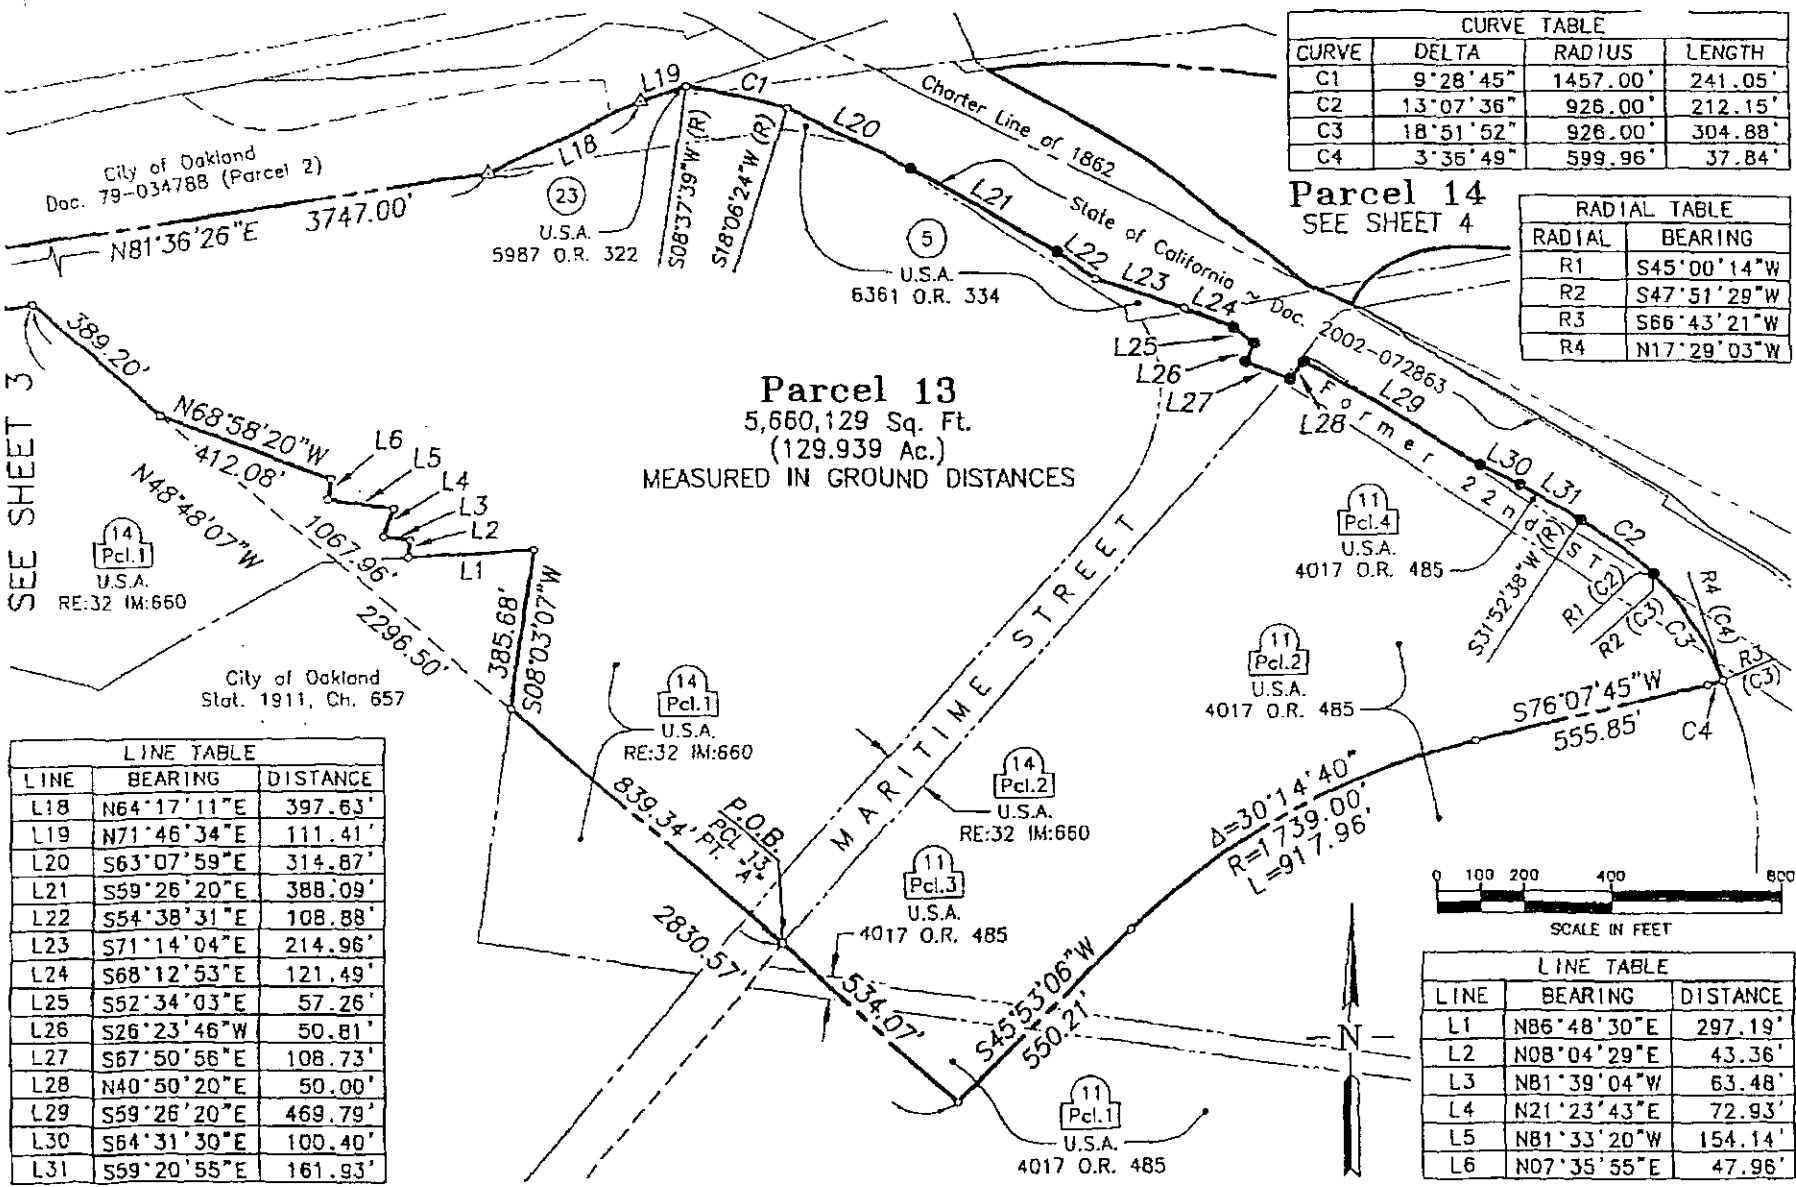 CURVE TABLE
CURVE DELTA RADIUS LENGTH
C1 9°28'45" 1457.00' 241.05'
C2 13°07'36" 926.00' 212.15'
C3 18°51'52" 926.00' 304.88'
C4 3°36'49" 599.96' 37.84'
Parcel 14
SEE SHEET 4
RADIAL TABLE
RADIAL BEARING
R1 S45°00'14"W
R2 S47°51'29"W
R3 S66°43'21"W
R4 N17°29'03"W
City of Oakland
Doc. 79-034788 (Parcel 2)
N81°36'26"E 3747.00'
L18
L19
C1
L20
L21
L22
L23
L24
L25
L26
L27
L28
L29
L30
L31
C2
C3
C4
Charter Line of 1862
State of California ~ Doc. 2002-072863
Former 22nd ST
23
U.S.A.
5987 O.R. 322
S08°37'39"W (R)
S18°06'24"W (R)
5
U.S.A.
6361 O.R. 334
Parcel 13
5,660,129 Sq. Ft.
(129.939 Ac.)
MEASURED IN GROUND DISTANCES
SEE SHEET 3
389.20'
N68°58'20"W
412.08'
N48°48'07"W
1067.96'
2296.50'
L6
L5
L4
L3
L2
L1
14
Pcl.1
U.S.A.
RE:32 IM:660
385.68'
S08°03'07"W
City of Oakland
Stat. 1911, Ch. 657
14
Pcl.1
U.S.A.
RE:32 IM:660
11
Pcl.4
U.S.A.
4017 O.R. 485
S31°52'38"W (R)
R1 (C2)
R2 (C3)
R4 (C4)
R3
(C3)
11
Pcl.2
U.S.A.
4017 O.R. 485
S76°07'45"W
555.85'
MARITIME STREET
14
Pcl.2
U.S.A.
RE:32 IM:660
Δ=30°14'40"
R=1739.00'
L=917.96'
839.34'
P.O.B.
PCL 13,
PT. "A"
11
Pcl.3
U.S.A.
4017 O.R. 485
2830.57'
534.07'
S45°53'06"W
550.21'
11
Pcl.1
U.S.A.
4017 O.R. 485
0 100 200 400 800
SCALE IN FEET
N
LINE TABLE
LINE BEARING DISTANCE
L18 N64°17'11"E 397.63'
L19 N71°46'34"E 111.41'
L20 S63°07'59"E 314.87'
L21 S59°26'20"E 388.09'
L22 S54°38'31"E 108.88'
L23 S71°14'04"E 214.96'
L24 S68°12'53"E 121.49'
L25 S52°34'03"E 57.26'
L26 S26°23'46"W 50.81'
L27 S67°50'56"E 108.73'
L28 N40°50'20"E 50.00'
L29 S59°26'20"E 469.79'
L30 S64°31'30"E 100.40'
L31 S59°20'55"E 161.93'
LINE TABLE
LINE BEARING DISTANCE
L1 N86°48'30"E 297.19'
L2 N08°04'29"E 43.36'
L3 N81°39'04"W 63.48'
L4 N21°23'43"E 72.93'
L5 N81°33'20"W 154.14'
L6 N07°35'55"E 47.96'